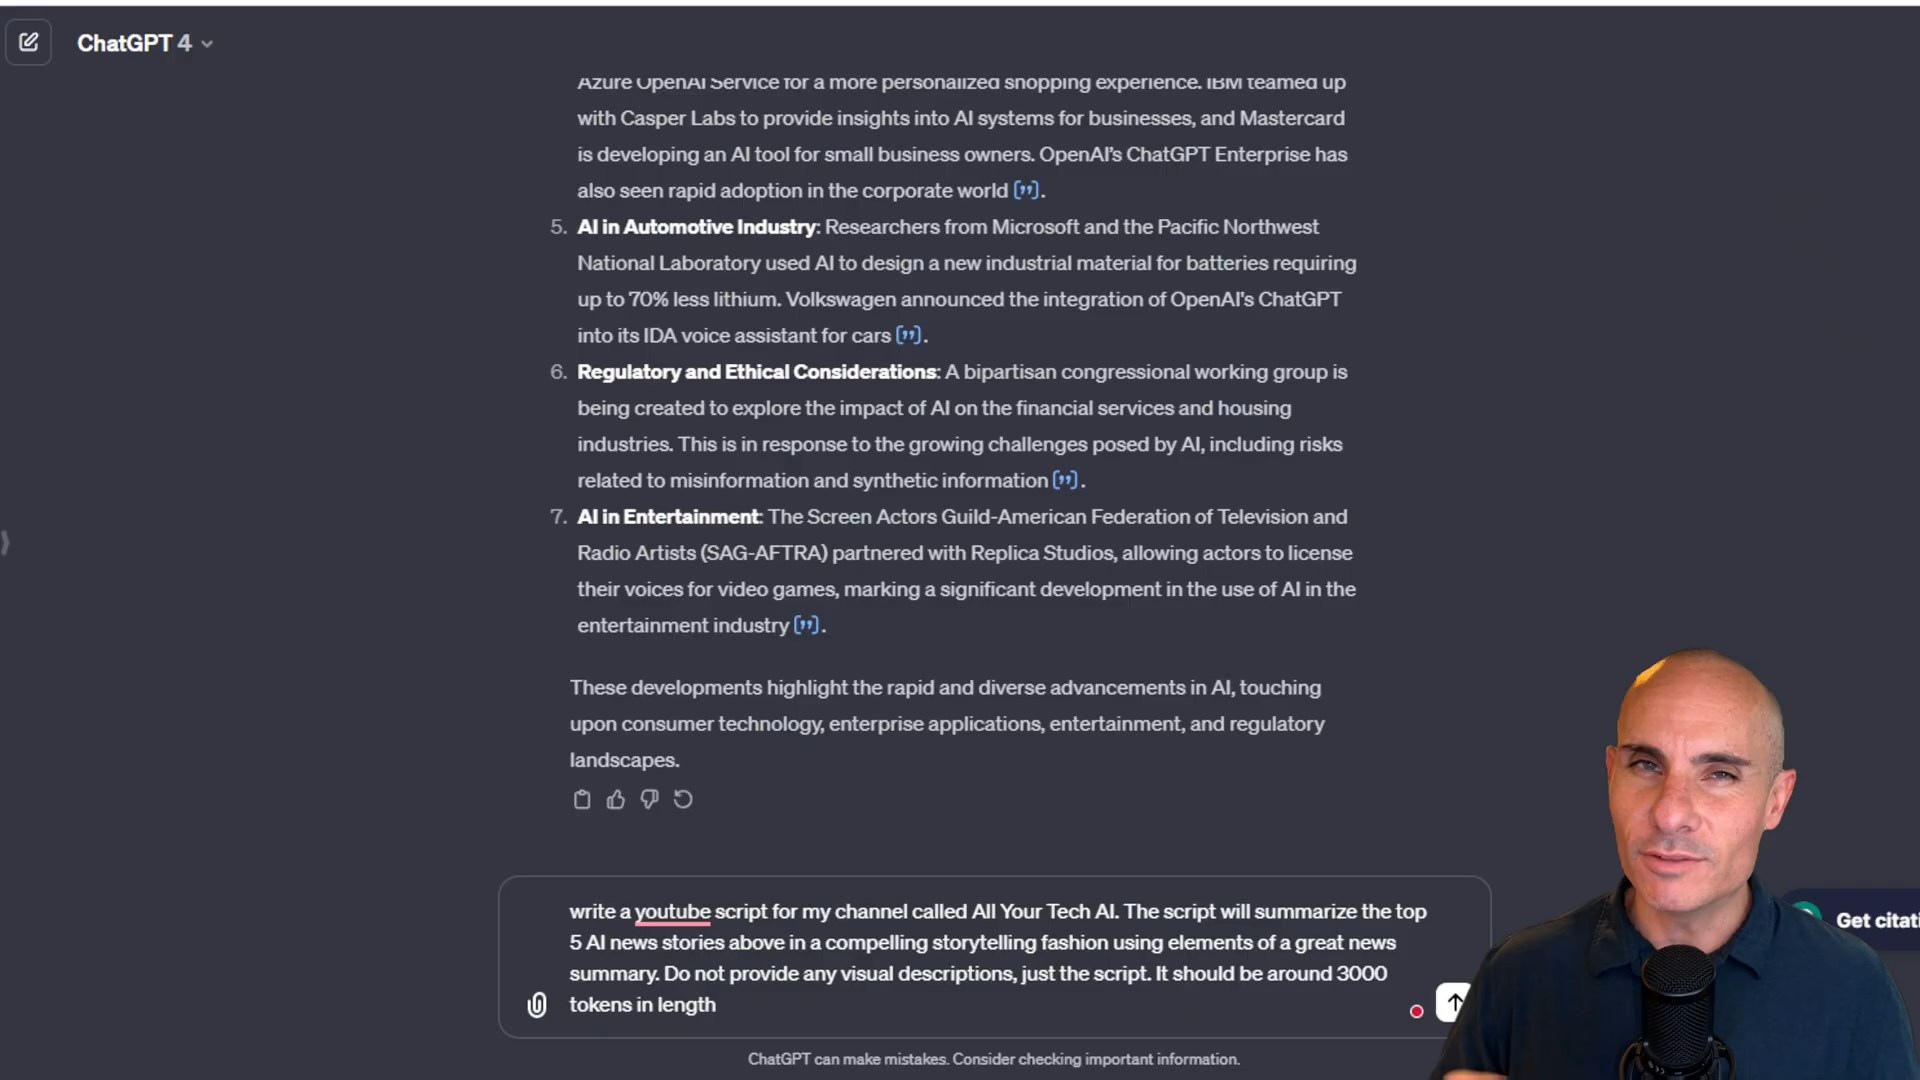 ChatGPT 4
Azure OpenAI Service for a more personalized shopping experience. IBM teamed up
with Casper Labs to provide insights into AI systems for businesses, and Mastercard
is developing an AI tool for small business owners. OpenAI’s ChatGPT Enterprise has
also seen rapid adoption in the corporate world ["].
5. AI in Automotive Industry: Researchers from Microsoft and the Pacific Northwest
National Laboratory used AI to design a new industrial material for batteries requiring
up to 70% less lithium. Volkswagen announced the integration of OpenAI's ChatGPT
into its IDA voice assistant for cars ["].
6. Regulatory and Ethical Considerations: A bipartisan congressional working group is
being created to explore the impact of AI on the financial services and housing
industries. This is in response to the growing challenges posed by AI, including risks
related to misinformation and synthetic information ["].
7. AI in Entertainment: The Screen Actors Guild-American Federation of Television and
Radio Artists (SAG-AFTRA) partnered with Replica Studios, allowing actors to license
their voices for video games, marking a significant development in the use of AI in the
entertainment industry ["].
These developments highlight the rapid and diverse advancements in AI, touching
upon consumer technology, enterprise applications, entertainment, and regulatory
landscapes.
write a youtube script for my channel called All Your Tech AI. The script will summarize the top
5 AI news stories above in a compelling storytelling fashion using elements of a great news
summary. Do not provide any visual descriptions, just the script. It should be around 3000
tokens in length
Get citati
ChatGPT can make mistakes. Consider checking important information.